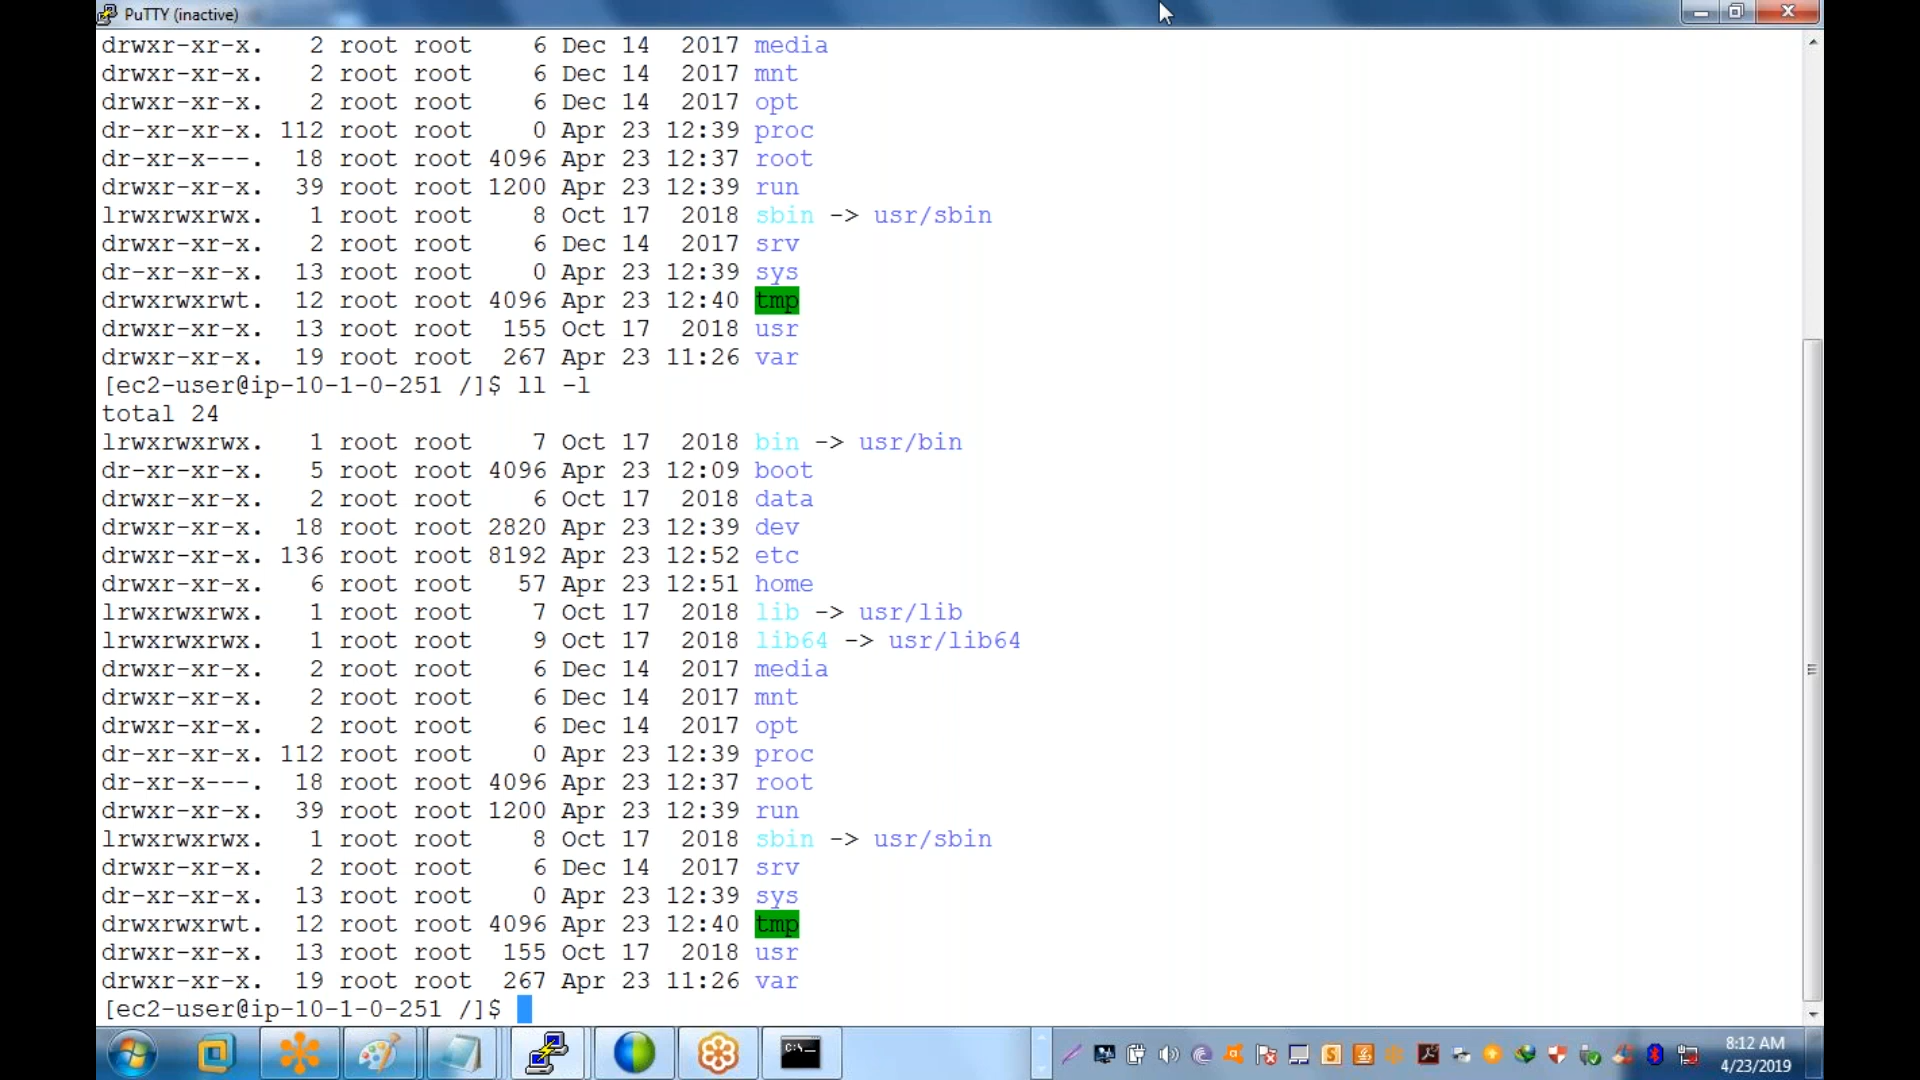 PuTTY (inactive)
drwxr-xr-x.   2 root root    6 Dec 14  2017 media
drwxr-xr-x.   2 root root    6 Dec 14  2017 mnt
drwxr-xr-x.   2 root root    6 Dec 14  2017 opt
dr-xr-xr-x. 112 root root    0 Apr 23 12:39 proc
dr-xr-x---.  18 root root 4096 Apr 23 12:37 root
drwxr-xr-x.  39 root root 1200 Apr 23 12:39 run
lrwxrwxrwx.   1 root root    8 Oct 17  2018 sbin -> usr/sbin
drwxr-xr-x.   2 root root    6 Dec 14  2017 srv
dr-xr-xr-x.  13 root root    0 Apr 23 12:39 sys
drwxrwxrwt.  12 root root 4096 Apr 23 12:40 tmp
drwxr-xr-x.  13 root root  155 Oct 17  2018 usr
drwxr-xr-x.  19 root root  267 Apr 23 11:26 var
[ec2-user@ip-10-1-0-251 /]$ ll -l
total 24
lrwxrwxrwx.   1 root root    7 Oct 17  2018 bin -> usr/bin
dr-xr-xr-x.   5 root root 4096 Apr 23 12:09 boot
drwxr-xr-x.   2 root root    6 Oct 17  2018 data
drwxr-xr-x.  18 root root 2820 Apr 23 12:39 dev
drwxr-xr-x. 136 root root 8192 Apr 23 12:52 etc
drwxr-xr-x.   6 root root   57 Apr 23 12:51 home
lrwxrwxrwx.   1 root root    7 Oct 17  2018 lib -> usr/lib
lrwxrwxrwx.   1 root root    9 Oct 17  2018 lib64 -> usr/lib64
drwxr-xr-x.   2 root root    6 Dec 14  2017 media
drwxr-xr-x.   2 root root    6 Dec 14  2017 mnt
drwxr-xr-x.   2 root root    6 Dec 14  2017 opt
dr-xr-xr-x. 112 root root    0 Apr 23 12:39 proc
dr-xr-x---.  18 root root 4096 Apr 23 12:37 root
drwxr-xr-x.  39 root root 1200 Apr 23 12:39 run
lrwxrwxrwx.   1 root root    8 Oct 17  2018 sbin -> usr/sbin
drwxr-xr-x.   2 root root    6 Dec 14  2017 srv
dr-xr-xr-x.  13 root root    0 Apr 23 12:39 sys
drwxrwxrwt.  12 root root 4096 Apr 23 12:40 tmp
drwxr-xr-x.  13 root root  155 Oct 17  2018 usr
drwxr-xr-x.  19 root root  267 Apr 23 11:26 var
[ec2-user@ip-10-1-0-251 /]$
8:12 AM
4/23/2019